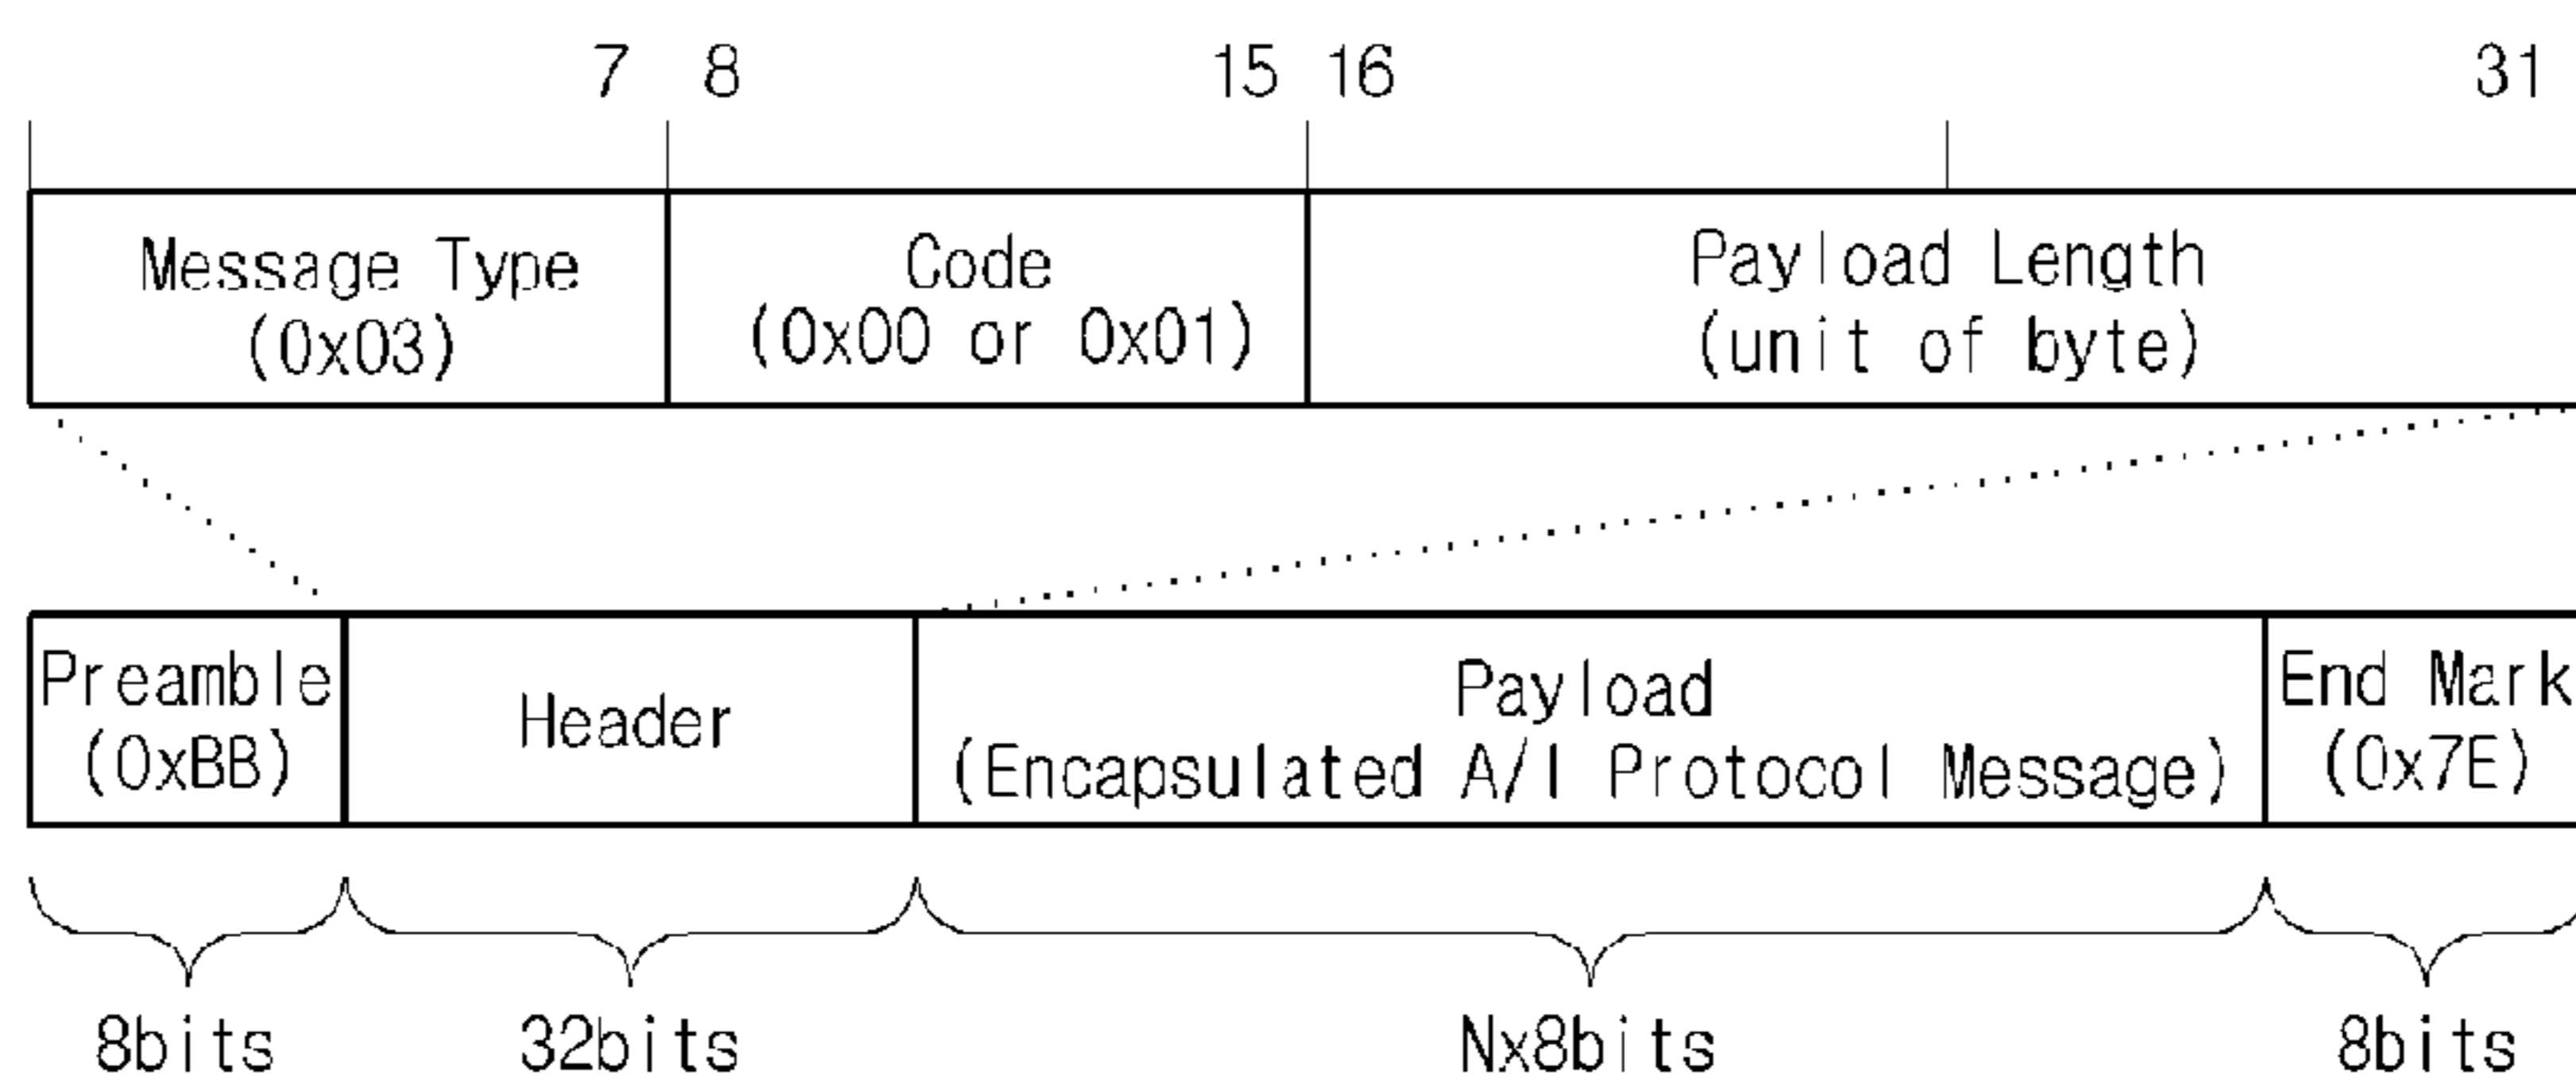 7 8 15 16 31
Message Type Code Payload Length
(0x03) (0x00 or 0x01) (unit of byte)
Preamble Header Payload End Mark
(0xBB) (Encapsulated A/I Protocol Message) (0x7E)
8bits 32bits Nx8bits 8bits